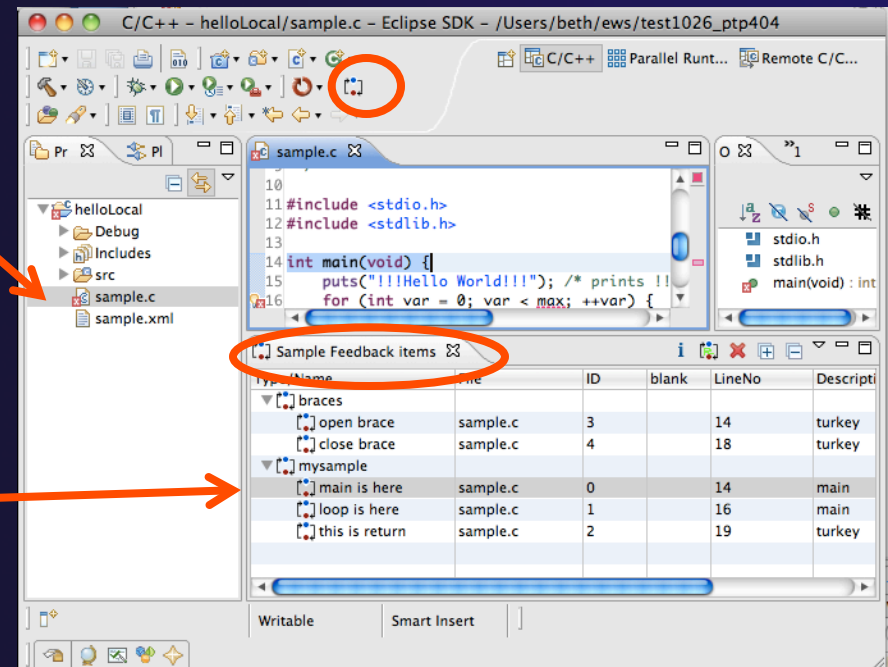 C/C++ - helloLocal/sample.c - Eclipse SDK - /Users/beth/ews/test1026_ptp404
C/C++ Parallel Runt... Remote C/C...
Pr Pl
sample.c
O »1
helloLocal
Debug
Includes
src
sample.c
sample.xml
10
11 #include <stdio.h>
12 #include <stdlib.h>
13
14 int main(void) {
15 puts("!!!Hello World!!!"); /* prints !!
16 for (int var = 0; var < max; ++var) {
stdio.h
stdlib.h
main(void) : int
Sample Feedback items
Type/Name File ID blank LineNo Descripti
braces
open brace sample.c 3 14 turkey
close brace sample.c 4 18 turkey
mysample
main is here sample.c 0 14 main
loop is here sample.c 1 16 main
this is return sample.c 2 19 turkey
Writable Smart Insert